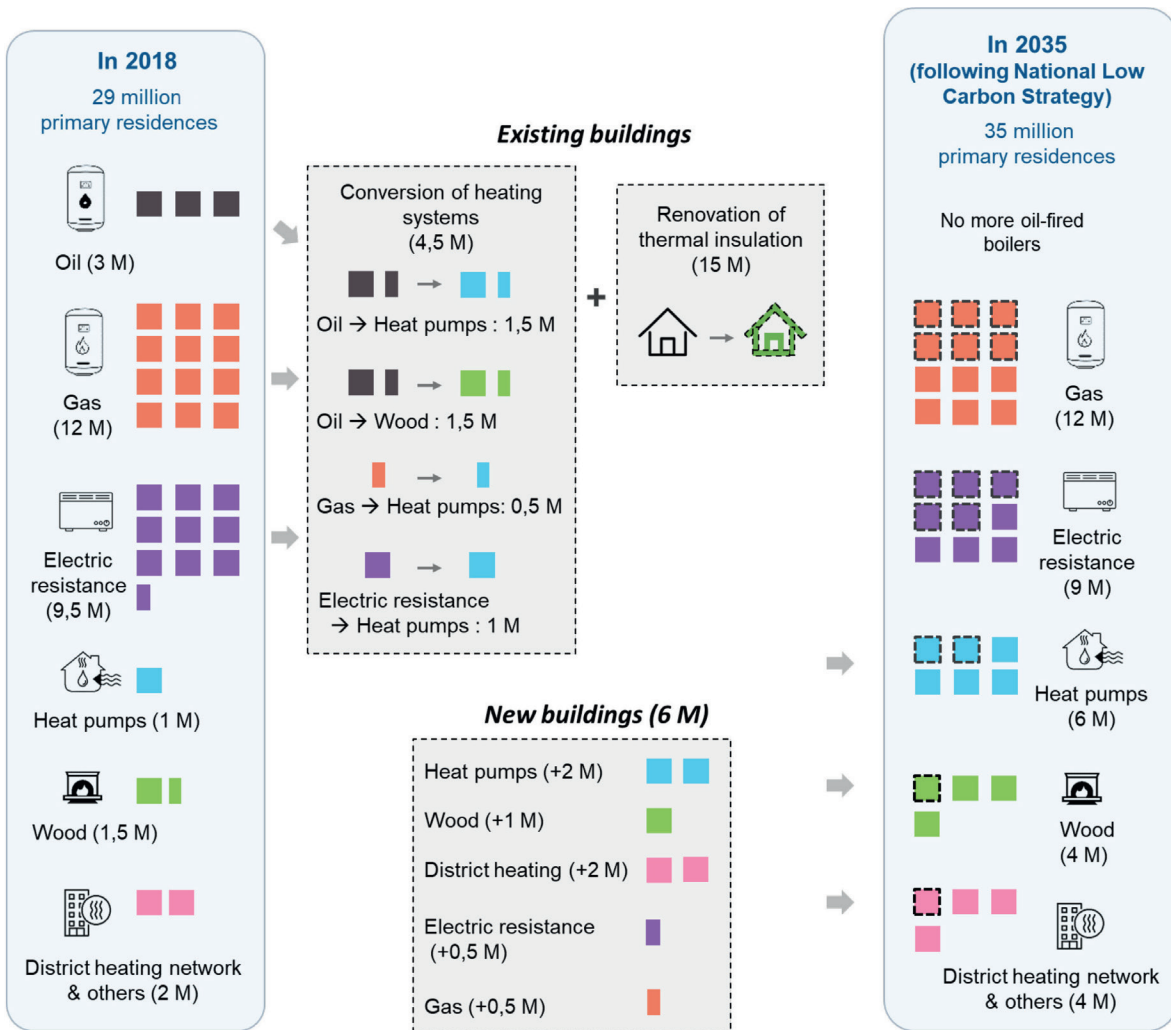 In 2018
29 million
primary residences
Oil (3 M)
Gas
(12 M)
Electric
resistance
(9,5 M)
Heat pumps (1 M)
Wood (1,5 M)
District heating network
& others (2 M)
Existing buildings
Conversion of heating
systems
(4,5 M)
Oil → Heat pumps : 1,5 M
Oil → Wood : 1,5 M
Gas → Heat pumps: 0,5 M
Electric resistance
→ Heat pumps : 1 M
+
Renovation of
thermal insulation
(15 M)
New buildings (6 M)
Heat pumps (+2 M)
Wood (+1 M)
District heating (+2 M)
Electric resistance
(+0,5 M)
Gas (+0,5 M)
In 2035
(following National Low
Carbon Strategy)
35 million
primary residences
No more oil-fired
boilers
Gas
(12 M)
Electric
resistance
(9 M)
Heat pumps
(6 M)
Wood
(4 M)
District heating network
& others (4 M)